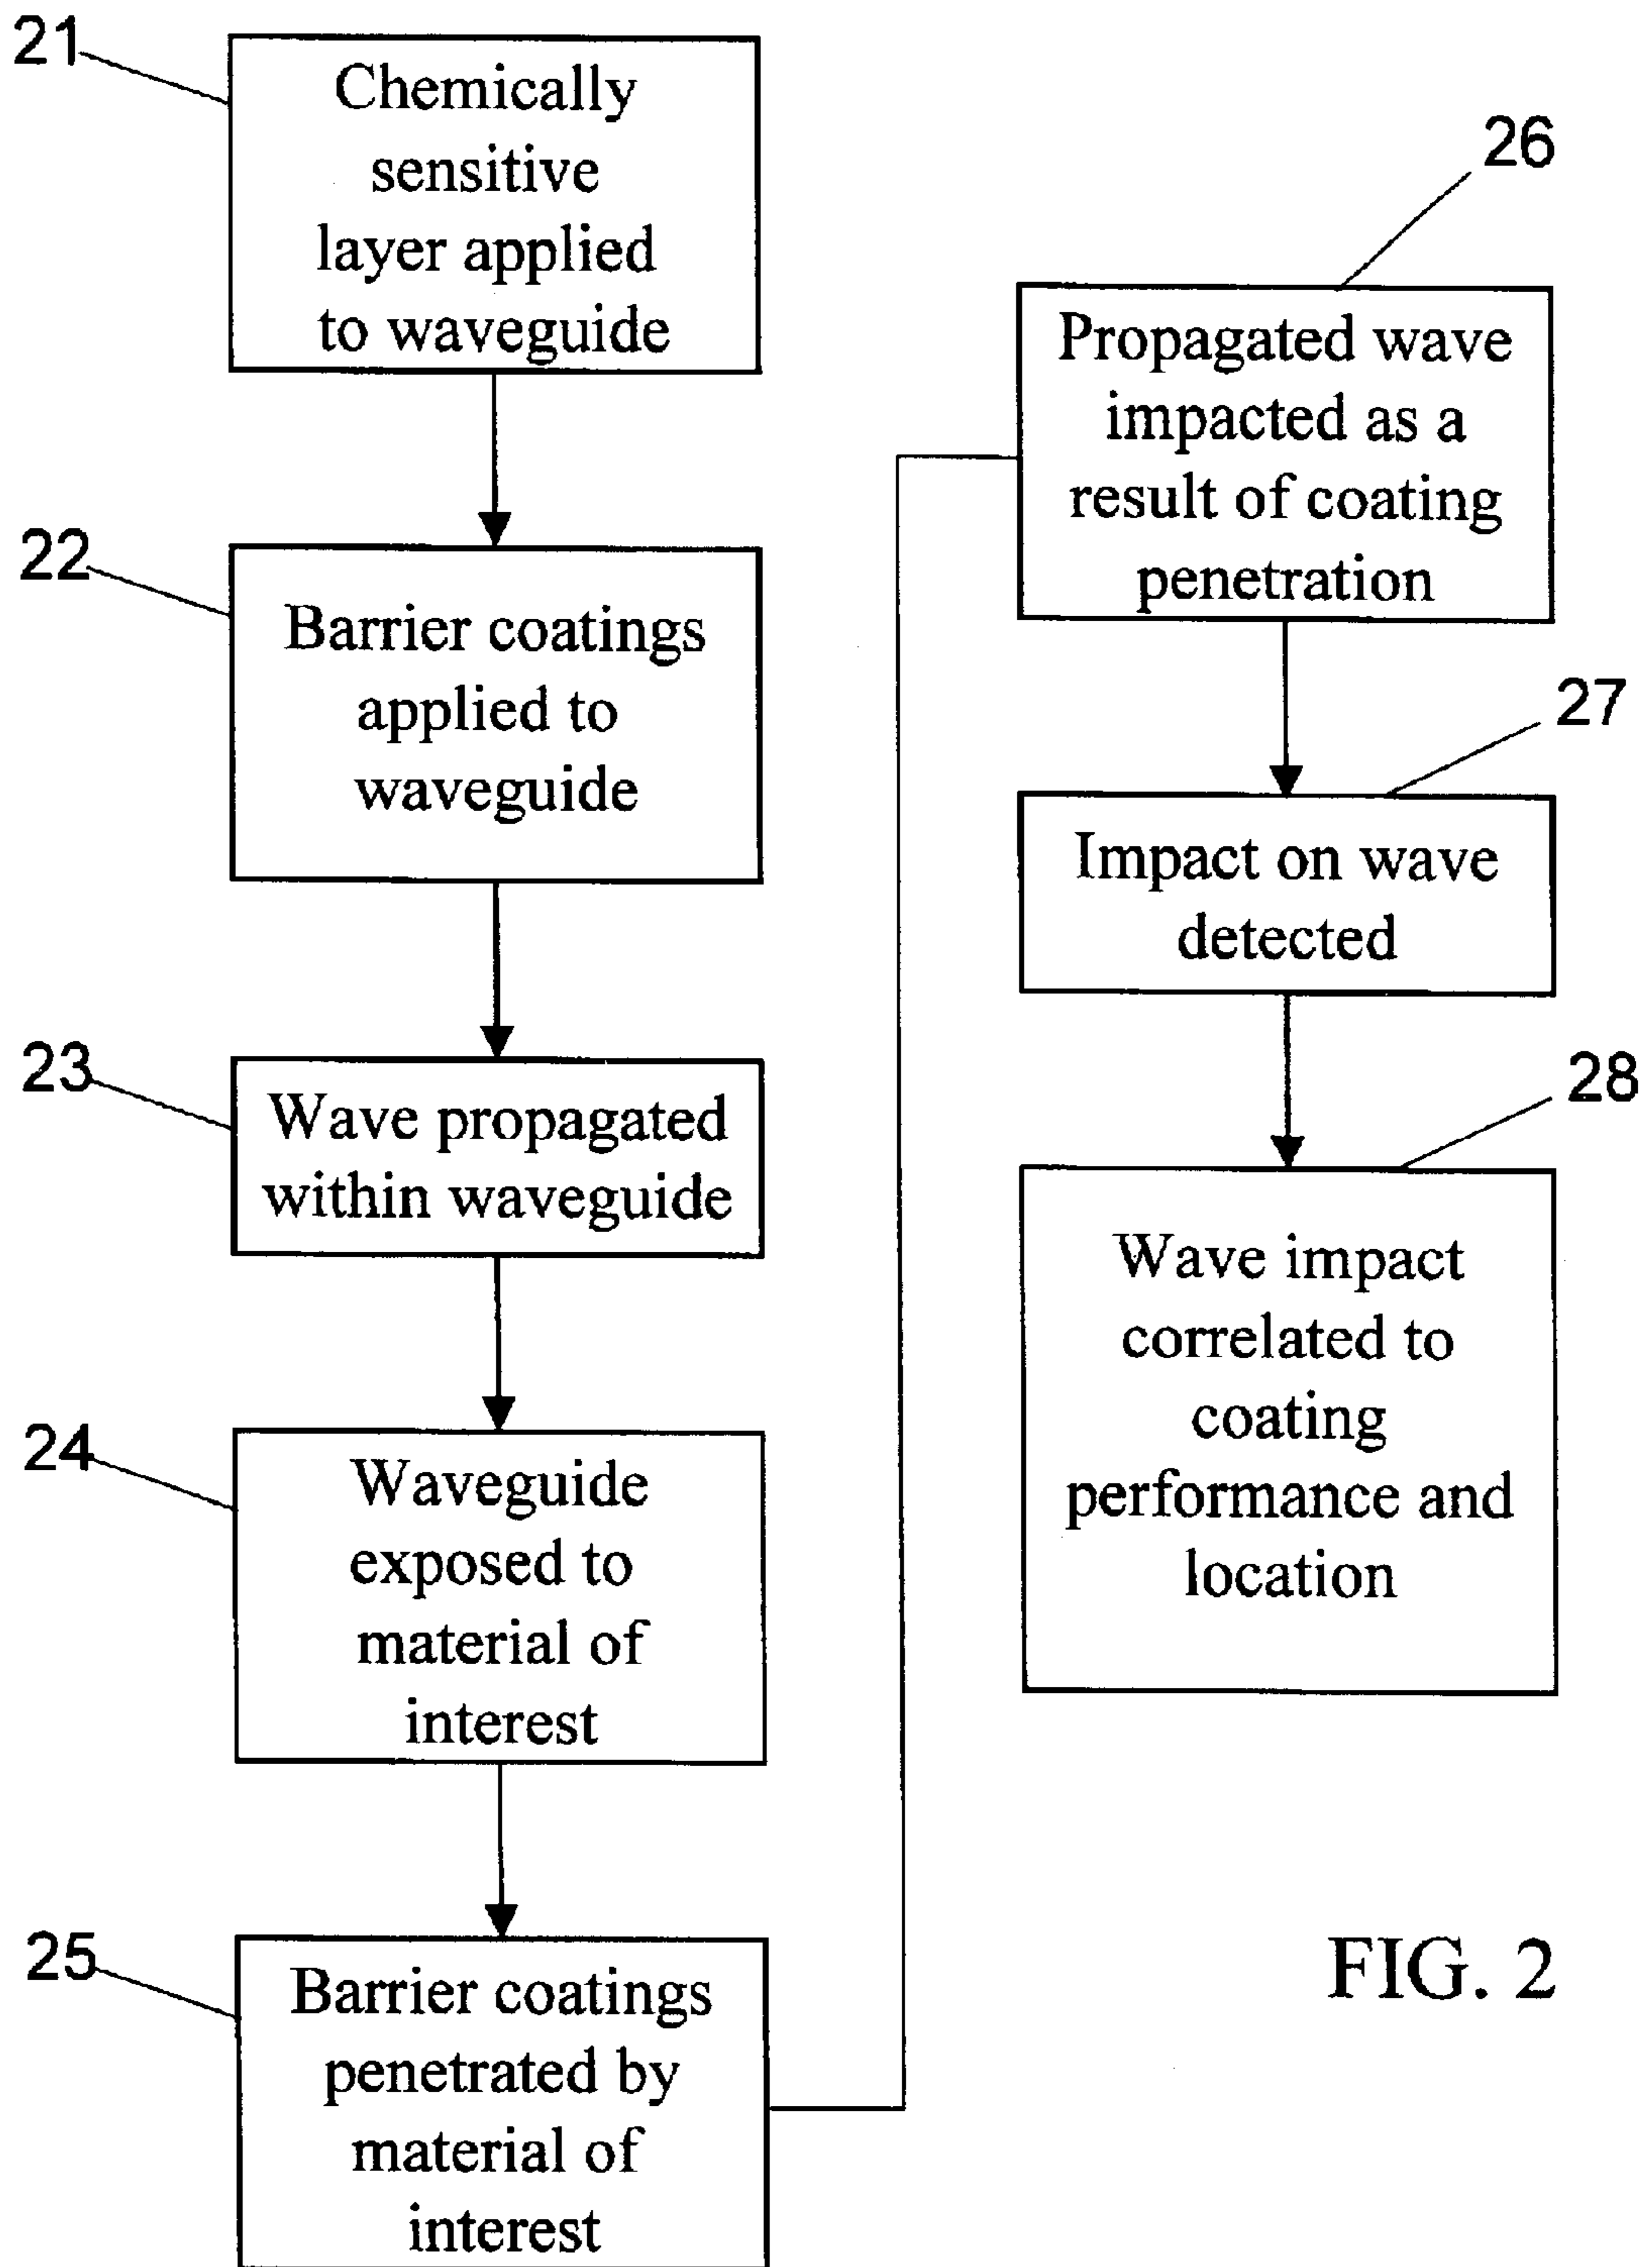 21
Chemically
sensitive
layer applied
to waveguide
22
Barrier coatings
applied to
waveguide
23
Wave propagated
within waveguide
24
Waveguide
exposed to
material of
interest
25
Barrier coatings
penetrated by
material of
interest
26
Propagated wave
impacted as a
result of coating
penetration
27
Impact on wave
detected
28
Wave impact
correlated to
coating
performance and
location
FIG. 2